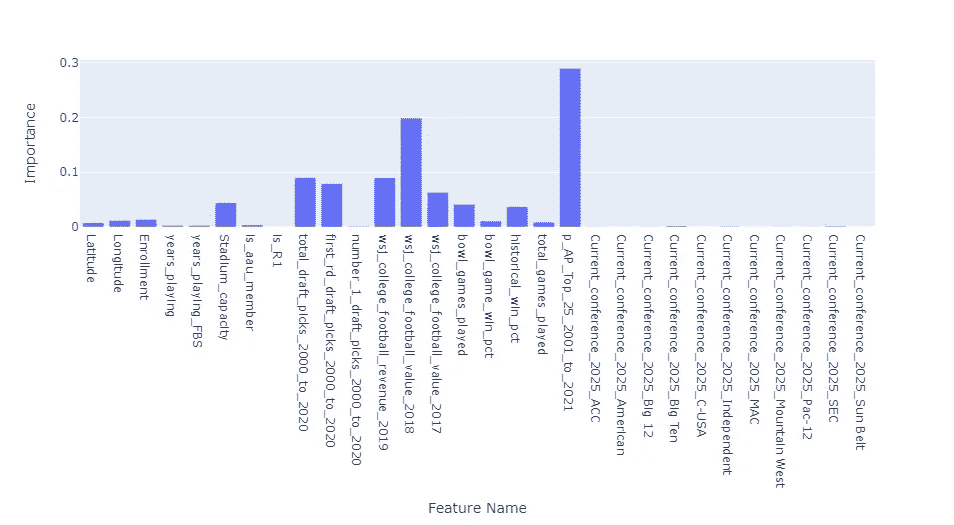 0.3
0.2
0.1
0
Importance
Latitude
Longitude
Enrollment
years_playing
years_playing_FBS
Stadium_capacity
is_aau_member
is_R1
total_draft_picks_2000_to_2020
first_rd_draft_picks_2000_to_2020
number_1_draft_picks_2000_to_2020
wsj_college_football_revenue_2019
wsj_college_football_value_2018
wsj_college_football_value_2017
bowl_games_played
bowl_game_win_pct
historical_win_pct
total_games_played
p_AP_Top_25_2001_to_2021
Current_conference_2025_ACC
Current_conference_2025_American
Current_conference_2025_Big 12
Current_conference_2025_Big Ten
Current_conference_2025_C-USA
Current_conference_2025_Independent
Current_conference_2025_MAC
Current_conference_2025_Mountain West
Current_conference_2025_Pac-12
Current_conference_2025_SEC
Current_conference_2025_Sun Belt
Feature Name